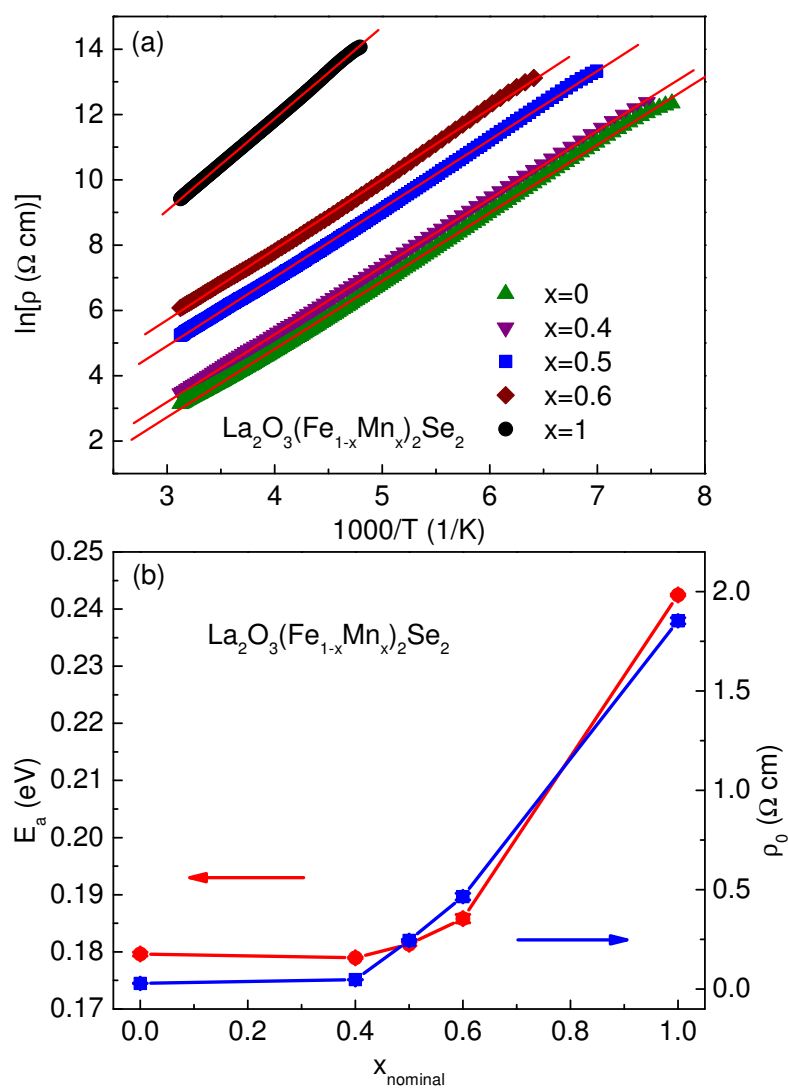 (a)
14
12
10
8
6
4
2
ln[ρ (Ω cm)]
x=0
x=0.4
x=0.5
x=0.6
x=1
La₂O₃(Fe₁₋ₓMnₓ)₂Se₂
3 4 5 6 7 8
1000/T (1/K)
(b)
0.25
0.24
0.23
0.22
0.21
0.20
0.19
0.18
0.17
E_a (eV)
La₂O₃(Fe₁₋ₓMnₓ)₂Se₂
2.0
1.5
1.0
0.5
0.0
ρ₀ (Ω cm)
0.0 0.2 0.4 0.6 0.8 1.0
x_nominal